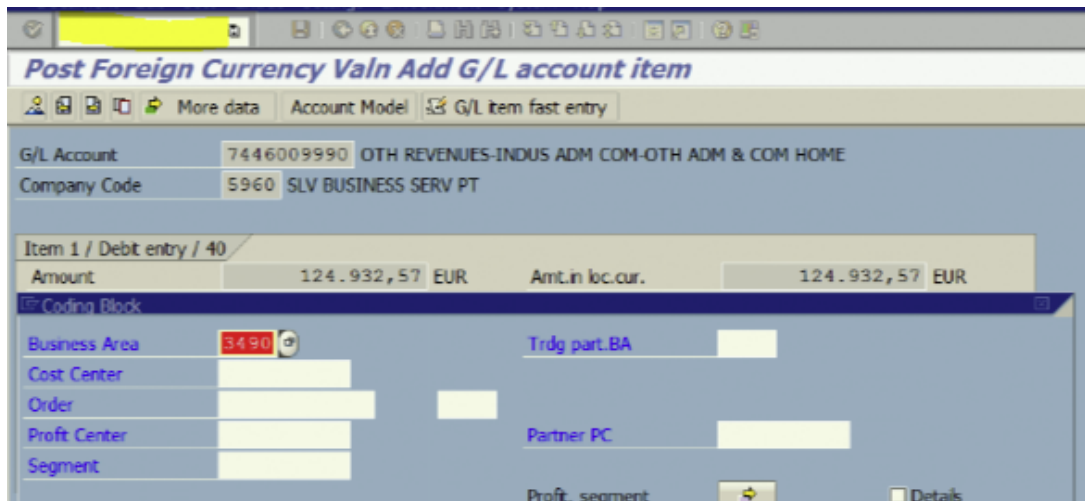 Post Foreign Currency Valn Add G/L account item
More data Account Model G/L item fast entry
G/L Account 7446009990 OTH REVENUES-INDUS ADM COM-OTH ADM & COM HOME
Company Code 5960 SLV BUSINESS SERV PT
Item 1 / Debit entry / 40
Amount 124.932,57 EUR Amt.in loc.cur. 124.932,57 EUR
Coding Block
Business Area 3490 Trdg part.BA
Cost Center
Order
Profit Center Partner PC
Segment
Profit. segment Details